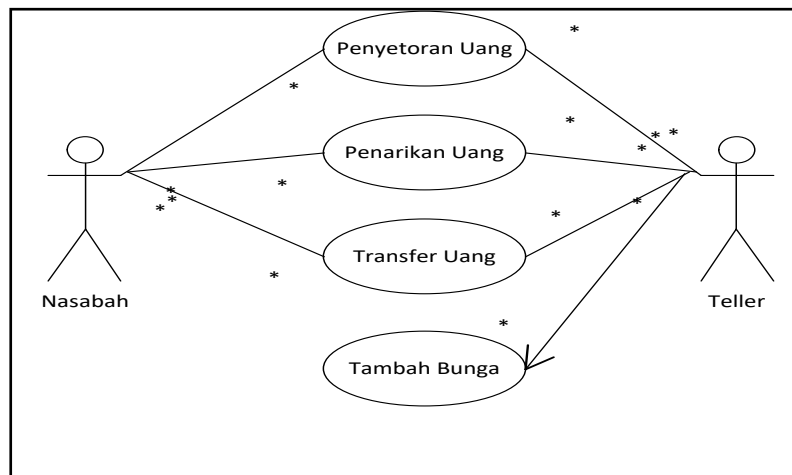 Penyetoran Uang
*
*
Penarikan Uang
*
* * *
Nasabah
* * *
*
Transfer Uang
*
*
Teller
*
Tambah Bunga
*